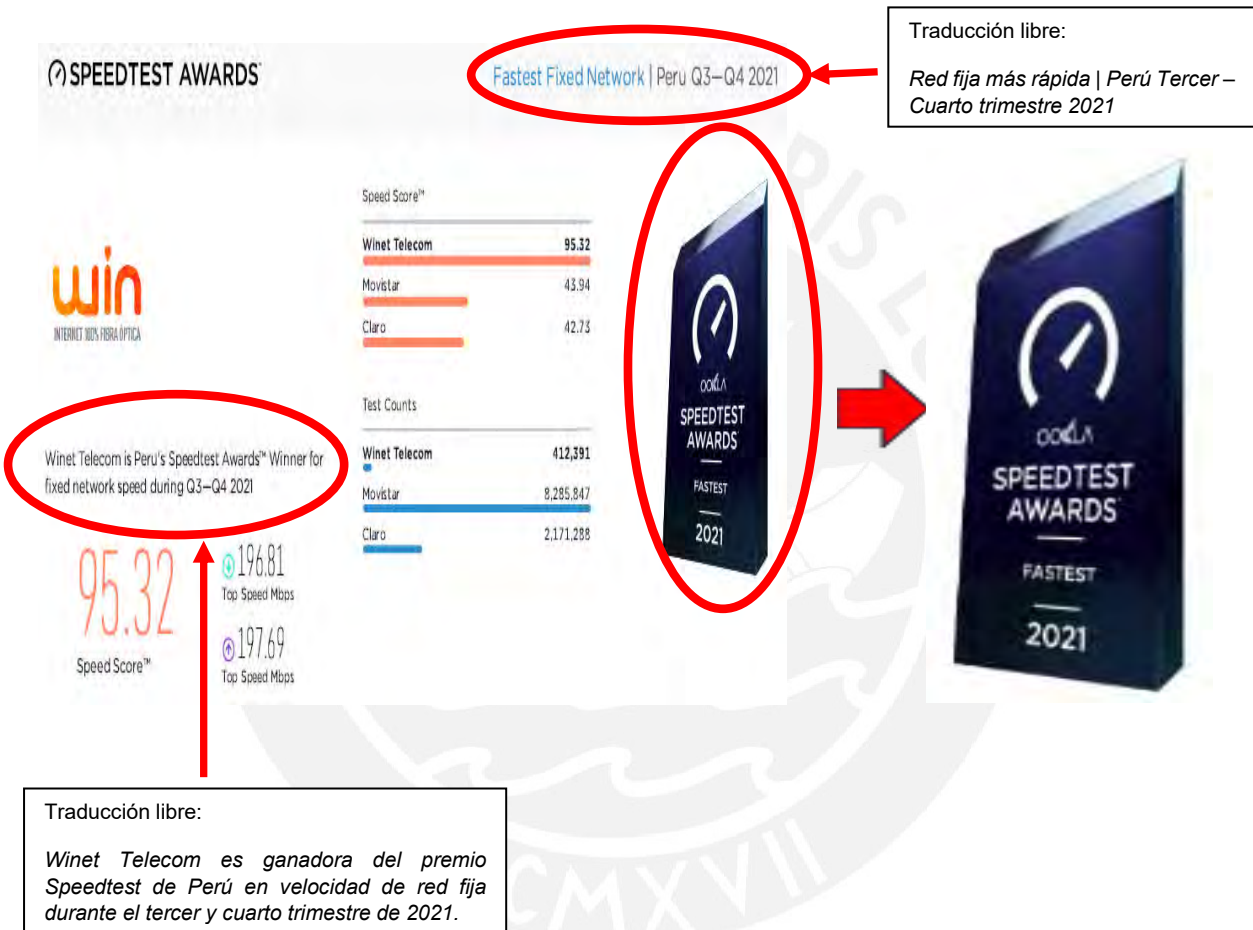 SPEEDTEST AWARDS
Fastest Fixed Network | Peru Q3–Q4 2021
Traducción libre:
Red fija más rápida | Perú Tercer –
Cuarto trimestre 2021
win
INTERNET 100% FIBRA ÓPTICA
Winet Telecom is Peru's Speedtest Awards™ Winner for
fixed network speed during Q3–Q4 2021
95.32
Speed Score™
196.81
Top Speed Mbps
197.69
Top Speed Mbps
Speed Score™
Winet Telecom 95.32
Movistar 43.94
Claro 42.73
Test Counts
Winet Telecom 412,391
Movistar 8,285,847
Claro 2,171,288
OOKLA
SPEEDTEST
AWARDS
FASTEST
2021
OOKLA
SPEEDTEST
AWARDS
FASTEST
2021
Traducción libre:
Winet Telecom es ganadora del premio
Speedtest de Perú en velocidad de red fija
durante el tercer y cuarto trimestre de 2021.